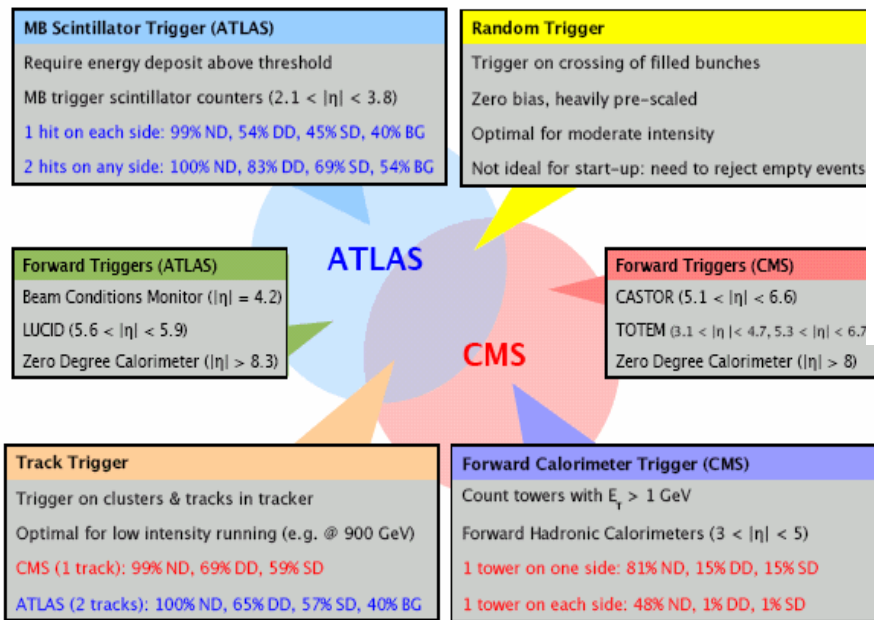 MB Scintillator Trigger (ATLAS)
Require energy deposit above threshold
MB trigger scintillator counters (2.1 < |η| < 3.8)
1 hit on each side: 99% ND, 54% DD, 45% SD, 40% BG
2 hits on any side: 100% ND, 83% DD, 69% SD, 54% BG
Random Trigger
Trigger on crossing of filled bunches
Zero bias, heavily pre-scaled
Optimal for moderate intensity
Not ideal for start-up: need to reject empty events
ATLAS
CMS
Forward Triggers (ATLAS)
Beam Conditions Monitor (|η| = 4.2)
LUCID (5.6 < |η| < 5.9)
Zero Degree Calorimeter (|η| > 8.3)
Forward Triggers (CMS)
CASTOR (5.1 < |η| < 6.6)
TOTEM (3.1 < |η| < 4.7, 5.3 < |η| < 6.7
Zero Degree Calorimeter (|η| > 8)
Track Trigger
Trigger on clusters & tracks in tracker
Optimal for low intensity running (e.g. @ 900 GeV)
CMS (1 track): 99% ND, 69% DD, 59% SD
ATLAS (2 tracks): 100% ND, 65% DD, 57% SD, 40% BG
Forward Calorimeter Trigger (CMS)
Count towers with E_T > 1 GeV
Forward Hadronic Calorimeters (3 < |η| < 5)
1 tower on one side: 81% ND, 15% DD, 15% SD
1 tower on each side: 48% ND, 1% DD, 1% SD